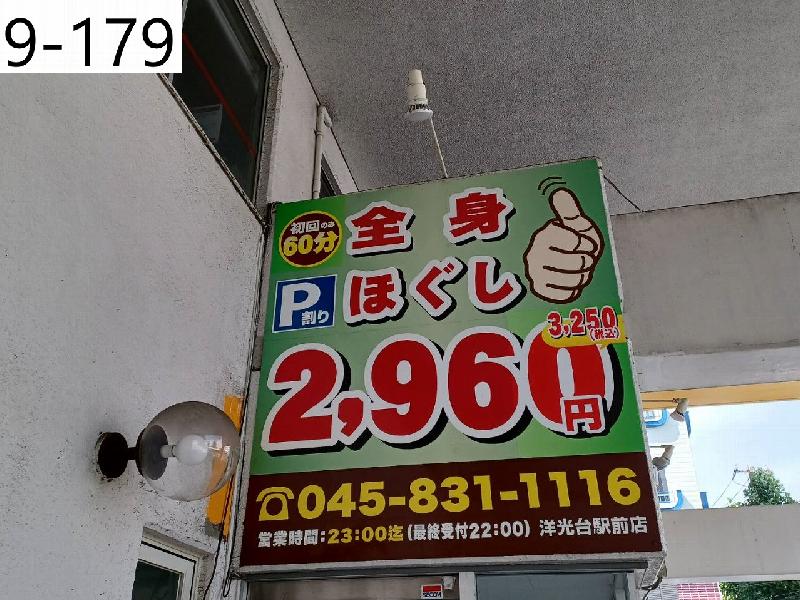 9-179
初回のみ
60分
全身
P
割り
ほぐし
3,250
(税込)
2,960円
☎045-831-1116
営業時間:23:00迄(最終受付22:00) 洋光台駅前店
SECOM